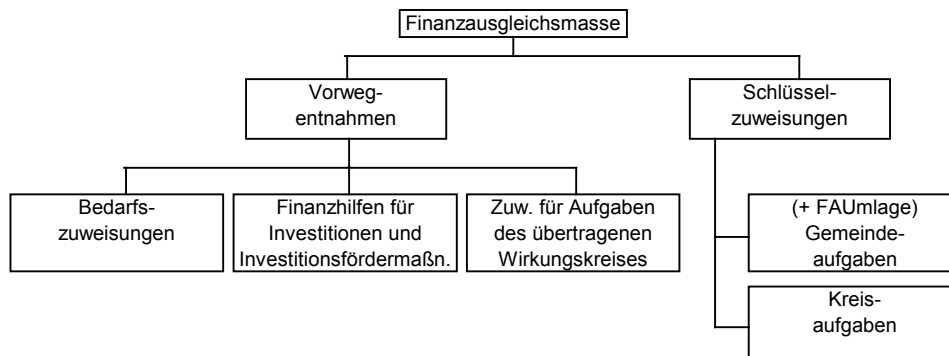 Finanzausgleichsmasse
Vorweg-
entnahmen
Schlüssel-
zuweisungen
Bedarfs-
zuweisungen
Finanzhilfen für
Investitionen und
Investitionsfördermaßn.
Zuw. für Aufgaben
des übertragenen
Wirkungskreises
(+ FAUmlage)
Gemeinde-
aufgaben
Kreis-
aufgaben